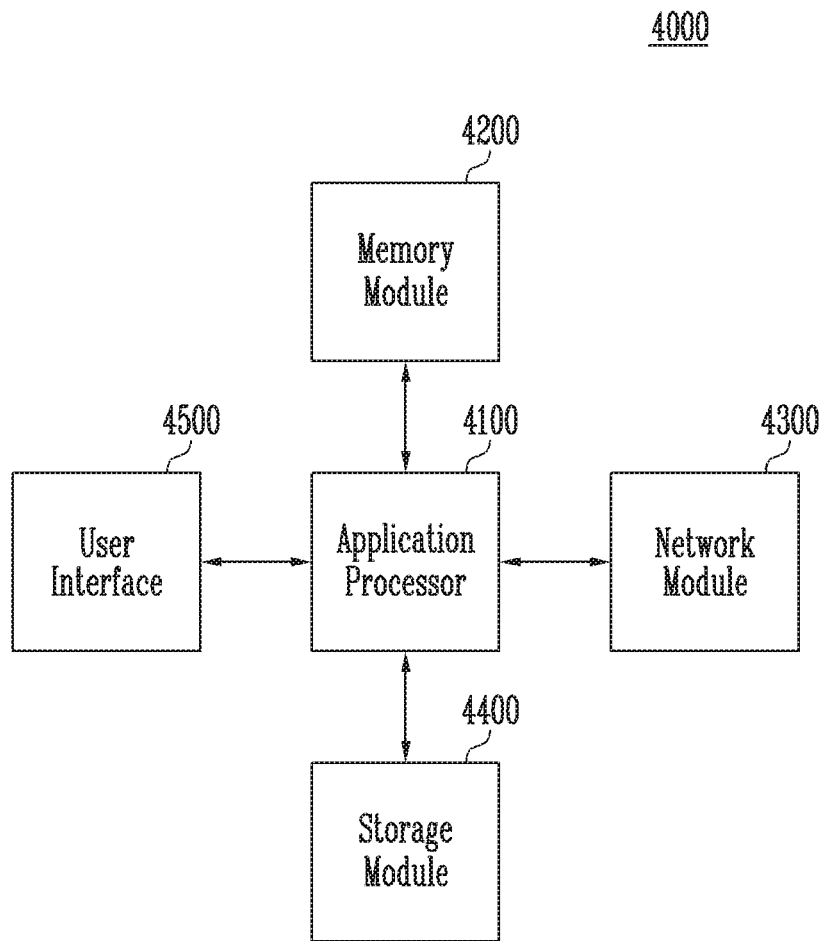 4000
4200
Memory
Module
4500
4100
4300
User
Interface
Application
Processor
Network
Module
4400
Storage
Module